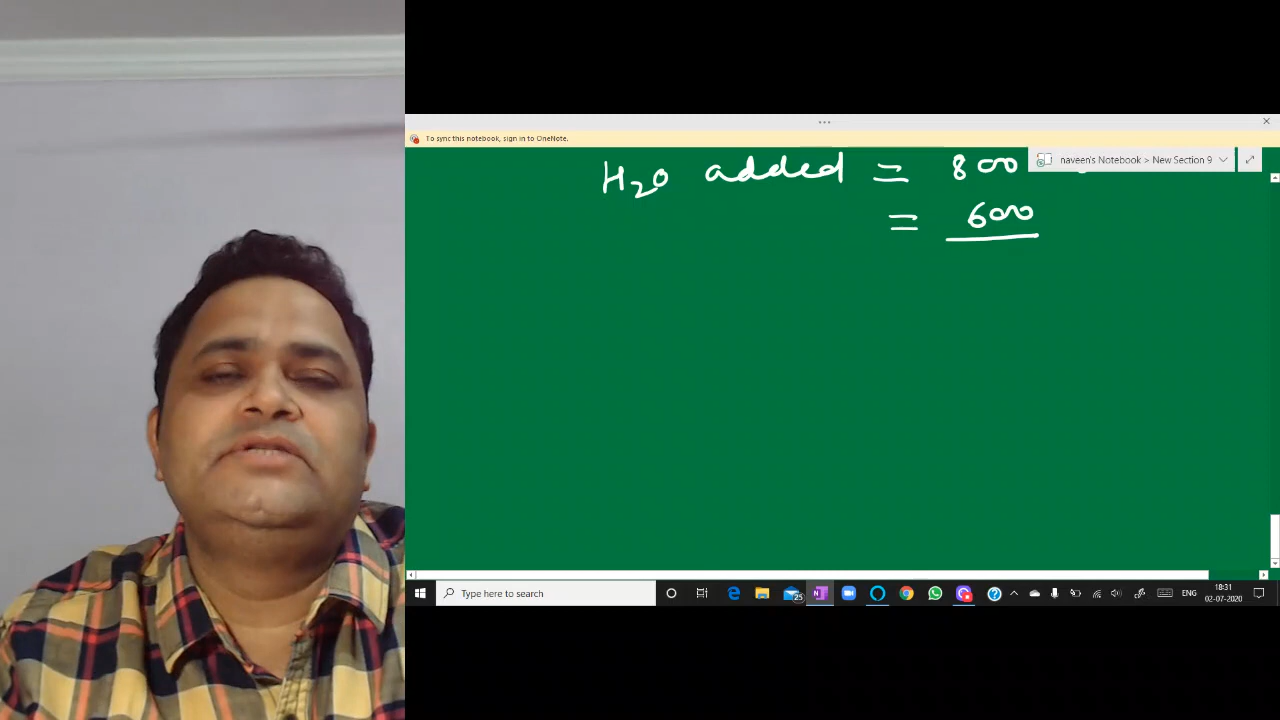 To sync this notebook, sign in to OneNote.
naveen's Notebook > New Section 9
H₂O added = 800
= 600
Type here to search
25
ENG
18:31
02-07-2020